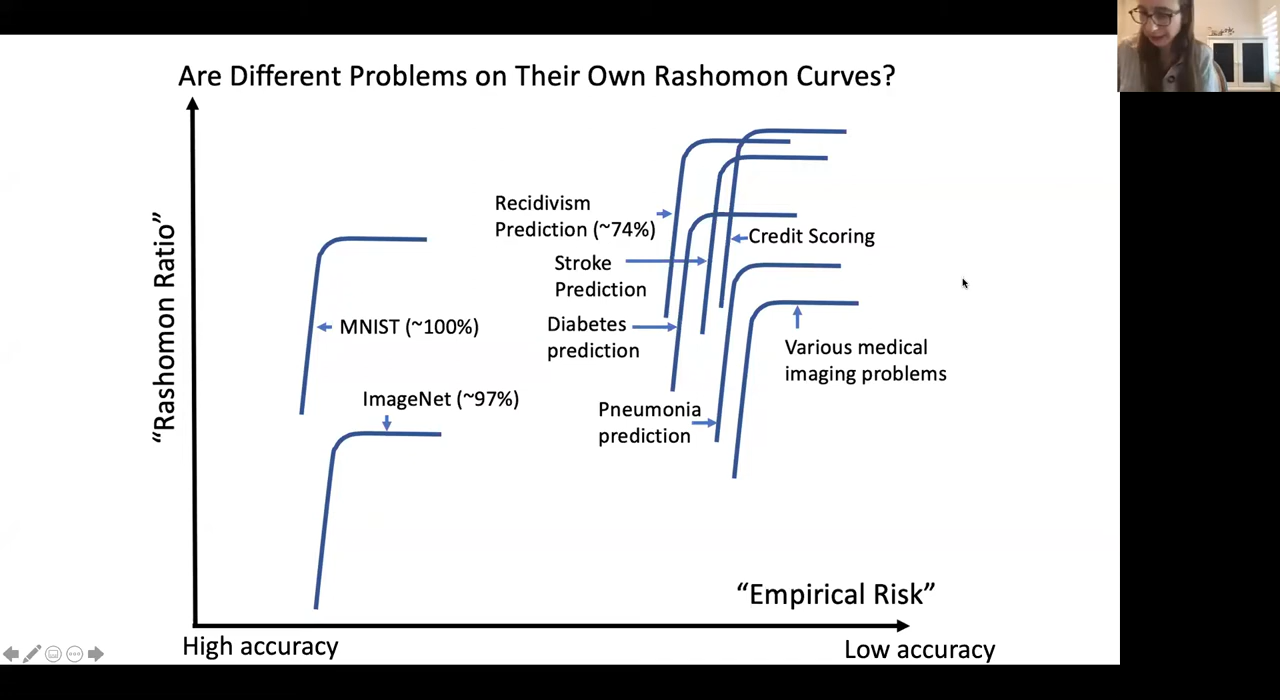 Are Different Problems on Their Own Rashomon Curves?
“Rashomon Ratio”
Recidivism
Prediction (~74%)
Credit Scoring
Stroke
Prediction
MNIST (~100%)
Diabetes
prediction
Various medical
imaging problems
ImageNet (~97%)
Pneumonia
prediction
“Empirical Risk”
High accuracy
Low accuracy